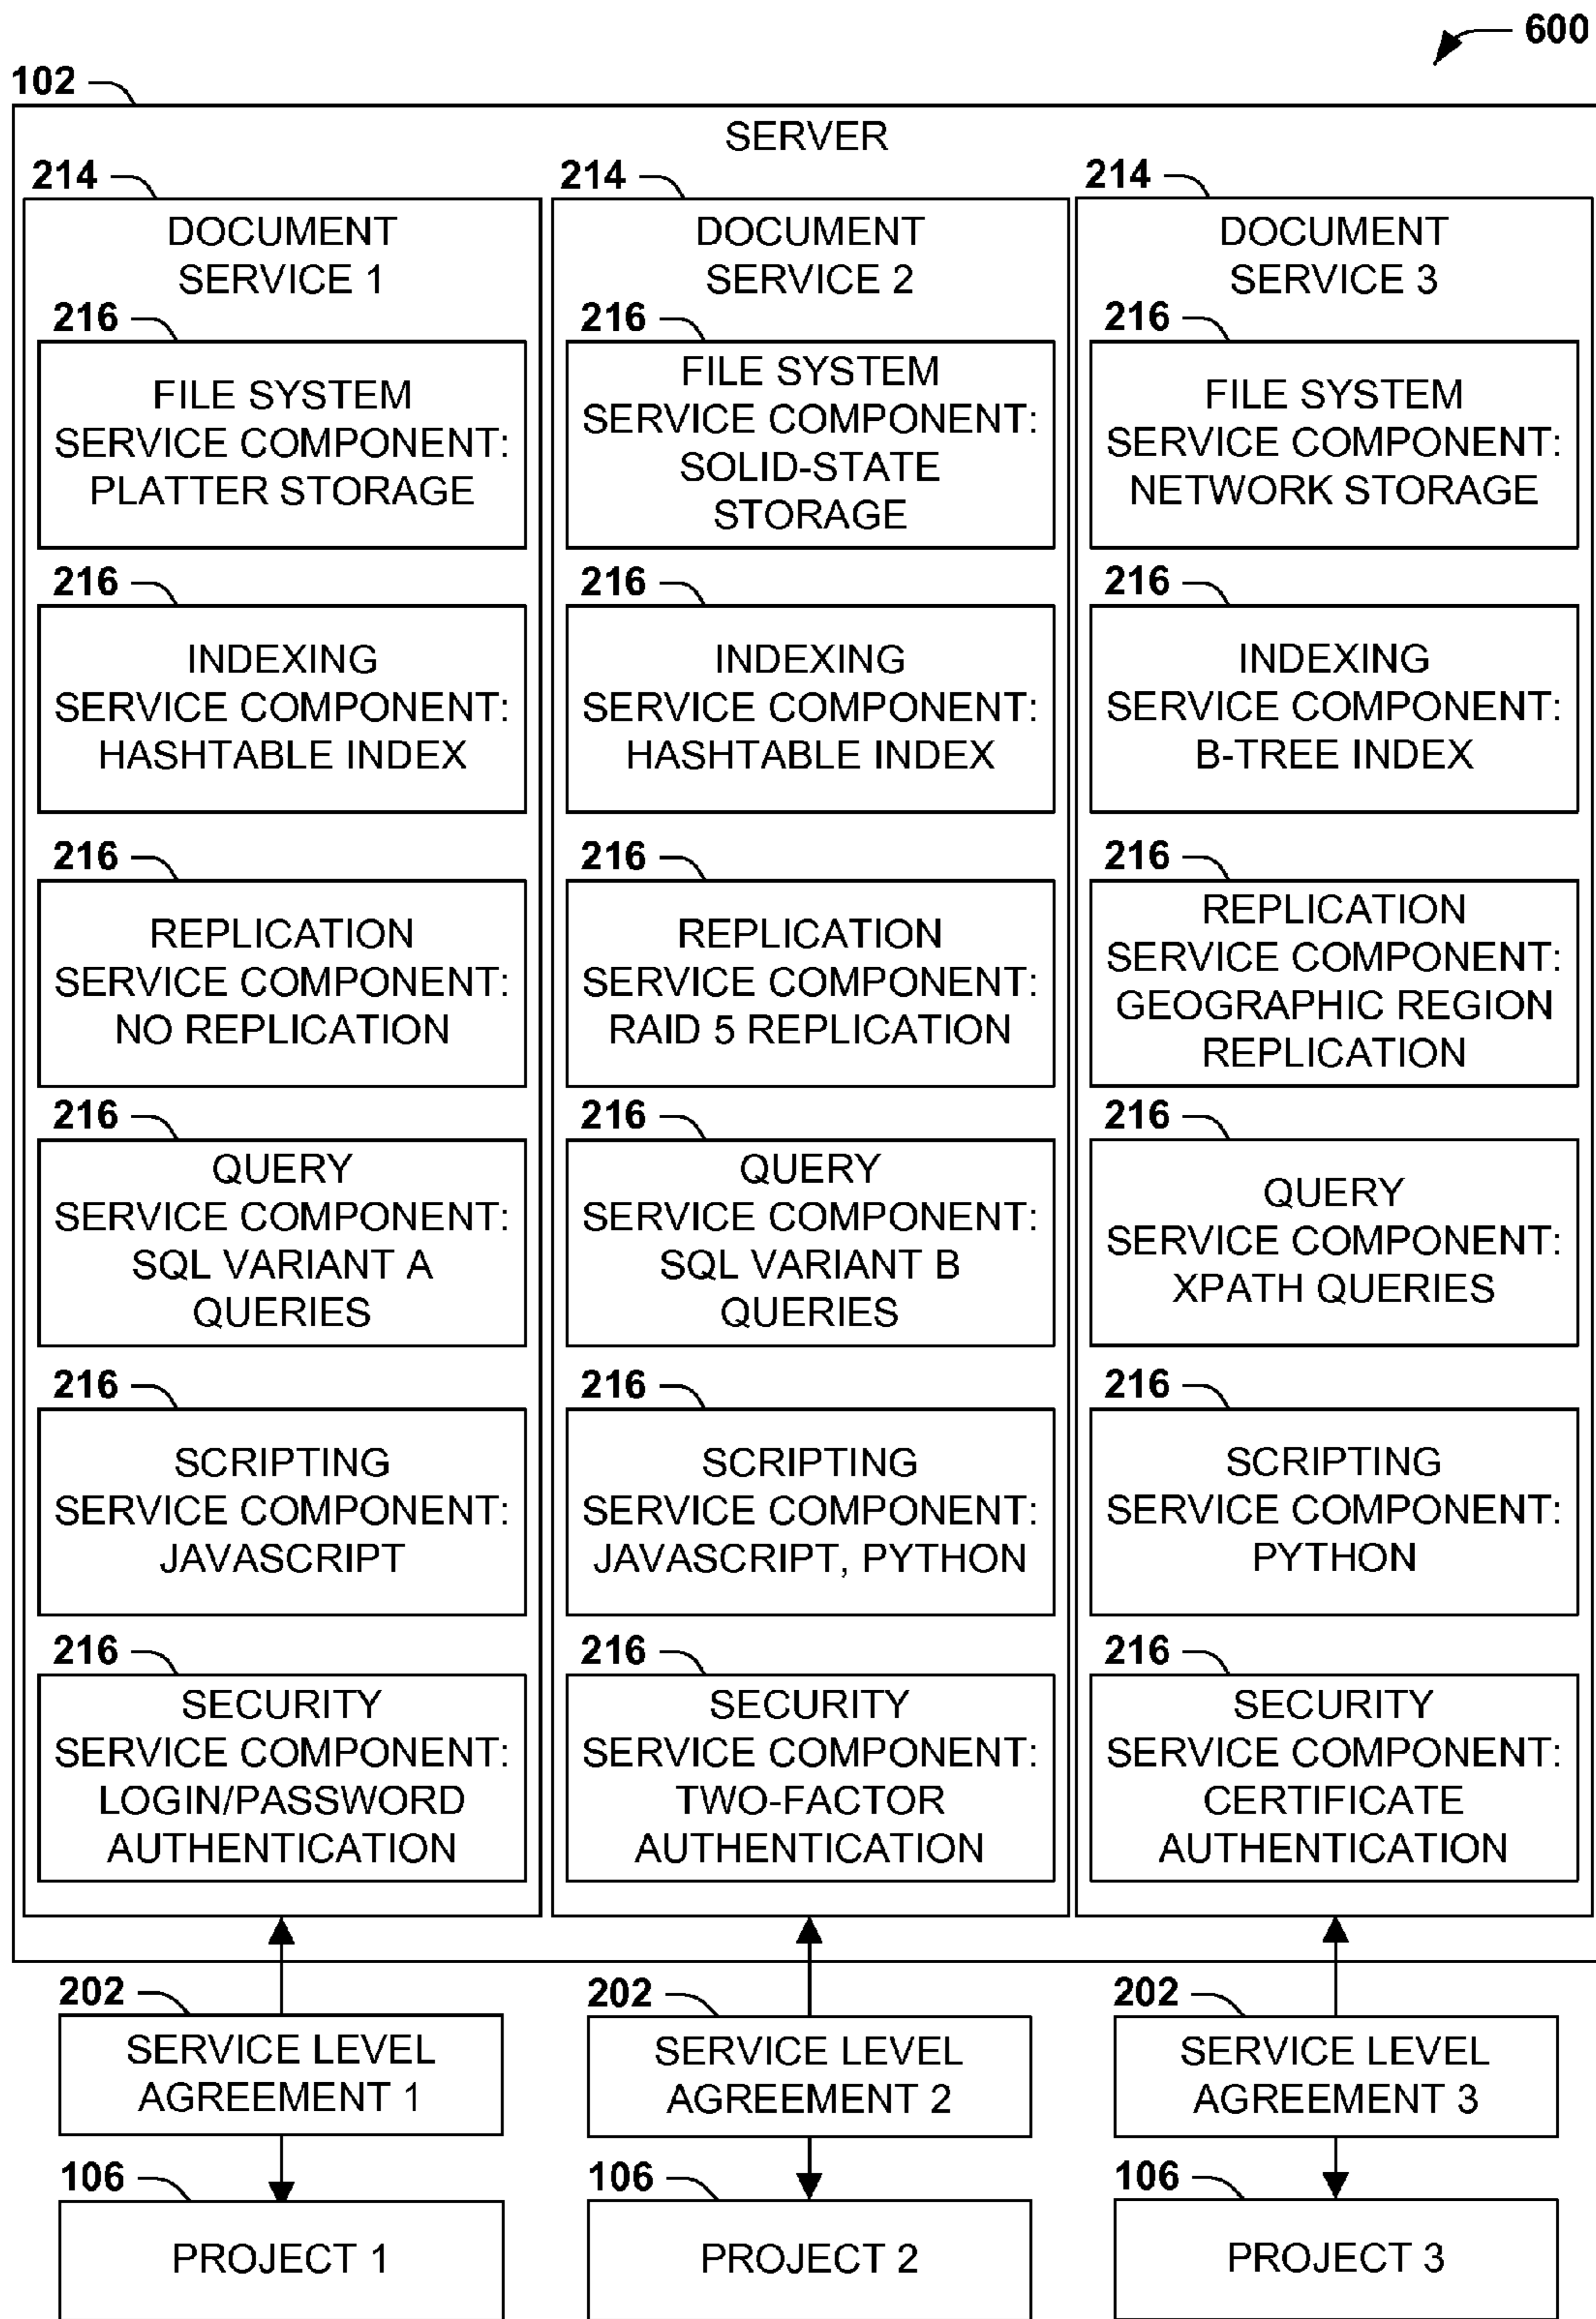 600
102
SERVER
214
DOCUMENT
SERVICE 1
216
FILE SYSTEM
SERVICE COMPONENT:
PLATTER STORAGE
216
INDEXING
SERVICE COMPONENT:
HASHTABLE INDEX
216
REPLICATION
SERVICE COMPONENT:
NO REPLICATION
216
QUERY
SERVICE COMPONENT:
SQL VARIANT A
QUERIES
216
SCRIPTING
SERVICE COMPONENT:
JAVASCRIPT
216
SECURITY
SERVICE COMPONENT:
LOGIN/PASSWORD
AUTHENTICATION
202
SERVICE LEVEL
AGREEMENT 1
106
PROJECT 1
214
DOCUMENT
SERVICE 2
216
FILE SYSTEM
SERVICE COMPONENT:
SOLID-STATE
STORAGE
216
INDEXING
SERVICE COMPONENT:
HASHTABLE INDEX
216
REPLICATION
SERVICE COMPONENT:
RAID 5 REPLICATION
216
QUERY
SERVICE COMPONENT:
SQL VARIANT B
QUERIES
216
SCRIPTING
SERVICE COMPONENT:
JAVASCRIPT, PYTHON
216
SECURITY
SERVICE COMPONENT:
TWO-FACTOR
AUTHENTICATION
202
SERVICE LEVEL
AGREEMENT 2
106
PROJECT 2
214
DOCUMENT
SERVICE 3
216
FILE SYSTEM
SERVICE COMPONENT:
NETWORK STORAGE
216
INDEXING
SERVICE COMPONENT:
B-TREE INDEX
216
REPLICATION
SERVICE COMPONENT:
GEOGRAPHIC REGION
REPLICATION
216
QUERY
SERVICE COMPONENT:
XPATH QUERIES
216
SCRIPTING
SERVICE COMPONENT:
PYTHON
216
SECURITY
SERVICE COMPONENT:
CERTIFICATE
AUTHENTICATION
202
SERVICE LEVEL
AGREEMENT 3
106
PROJECT 3